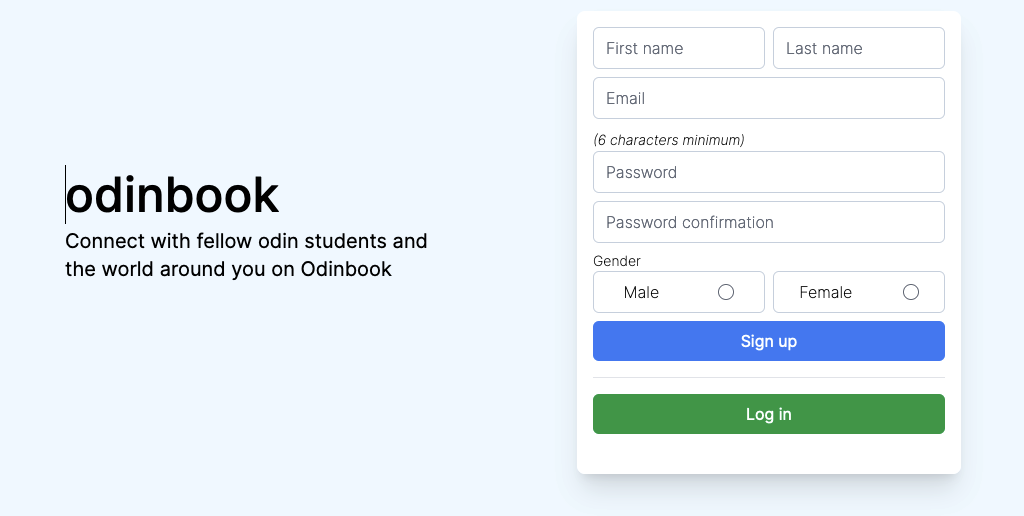 odinbook
Connect with fellow odin students and
the world around you on Odinbook
First name
Last name
Email
(6 characters minimum)
Password
Password confirmation
Gender
Male
Female
Sign up
Log in